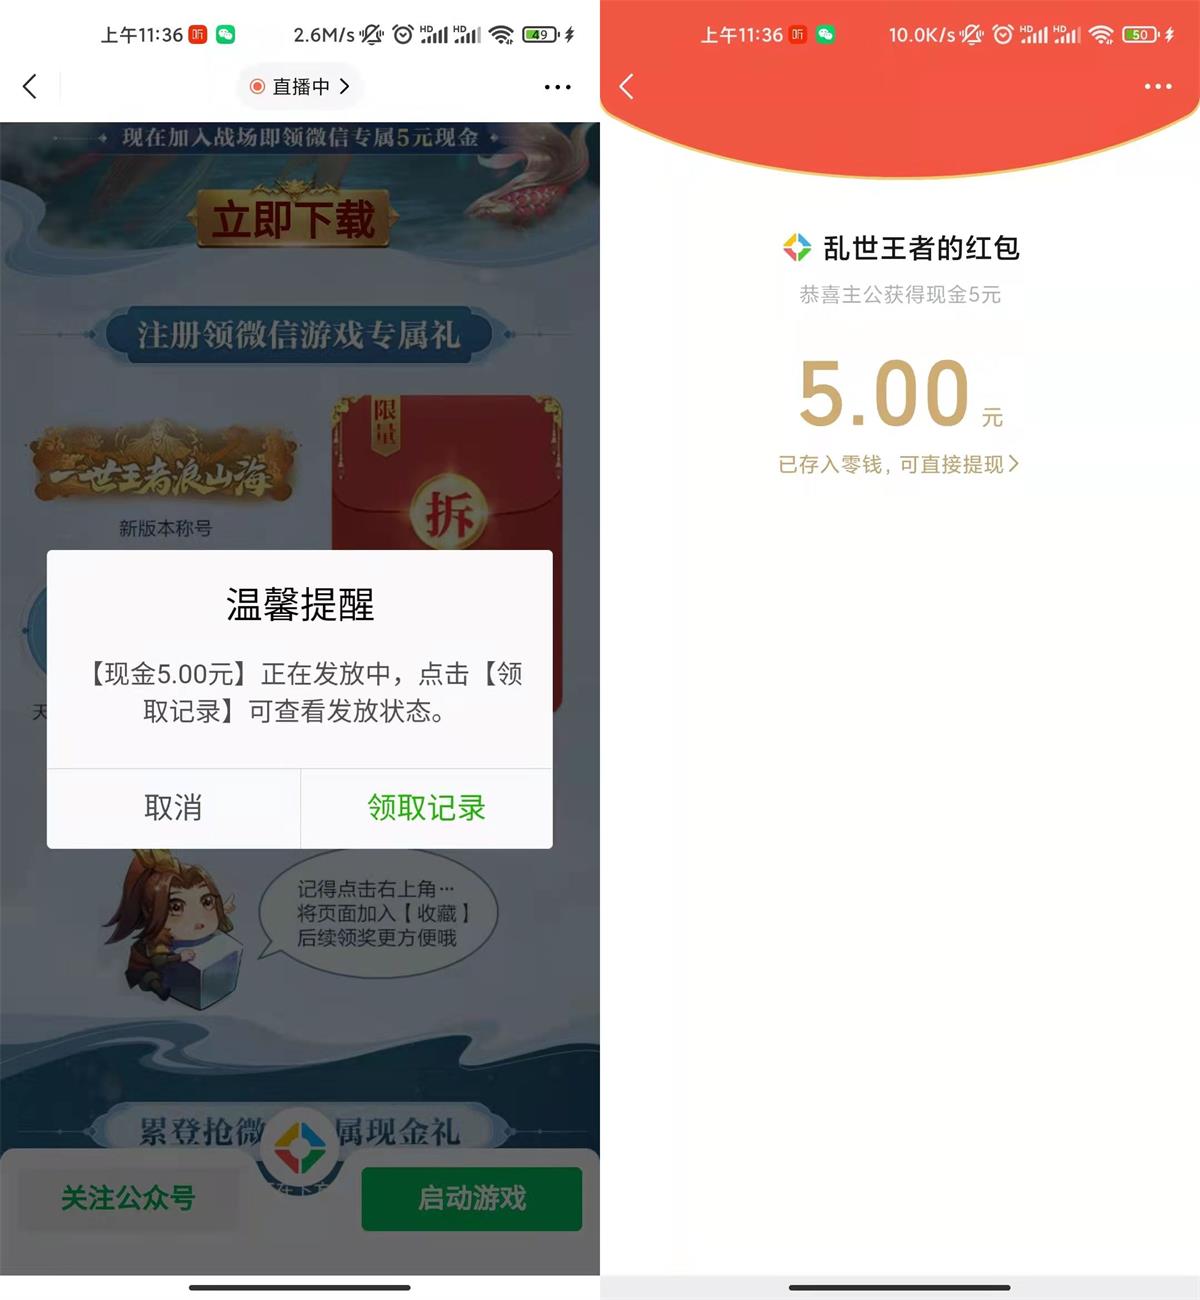 上午11:36
听
2.6M/s
HD
HD
49
直播中
现在加入战场即领微信专属5元现金
立即下载
注册领微信游戏专属礼
限量
一世王者浪山海
拆
新版本称号
温馨提醒
【现金5.00元】正在发放中，点击【领
取记录】可查看发放状态。
天
取消
领取记录
记得点击右上角…
将页面加入【收藏】
后续领奖更方便哦
累登抢微
属现金礼
关注公众号
启动游戏
上午11:36
听
10.0K/s
HD
HD
50
乱世王者的红包
恭喜主公获得现金5元
5.00元
已存入零钱，可直接提现